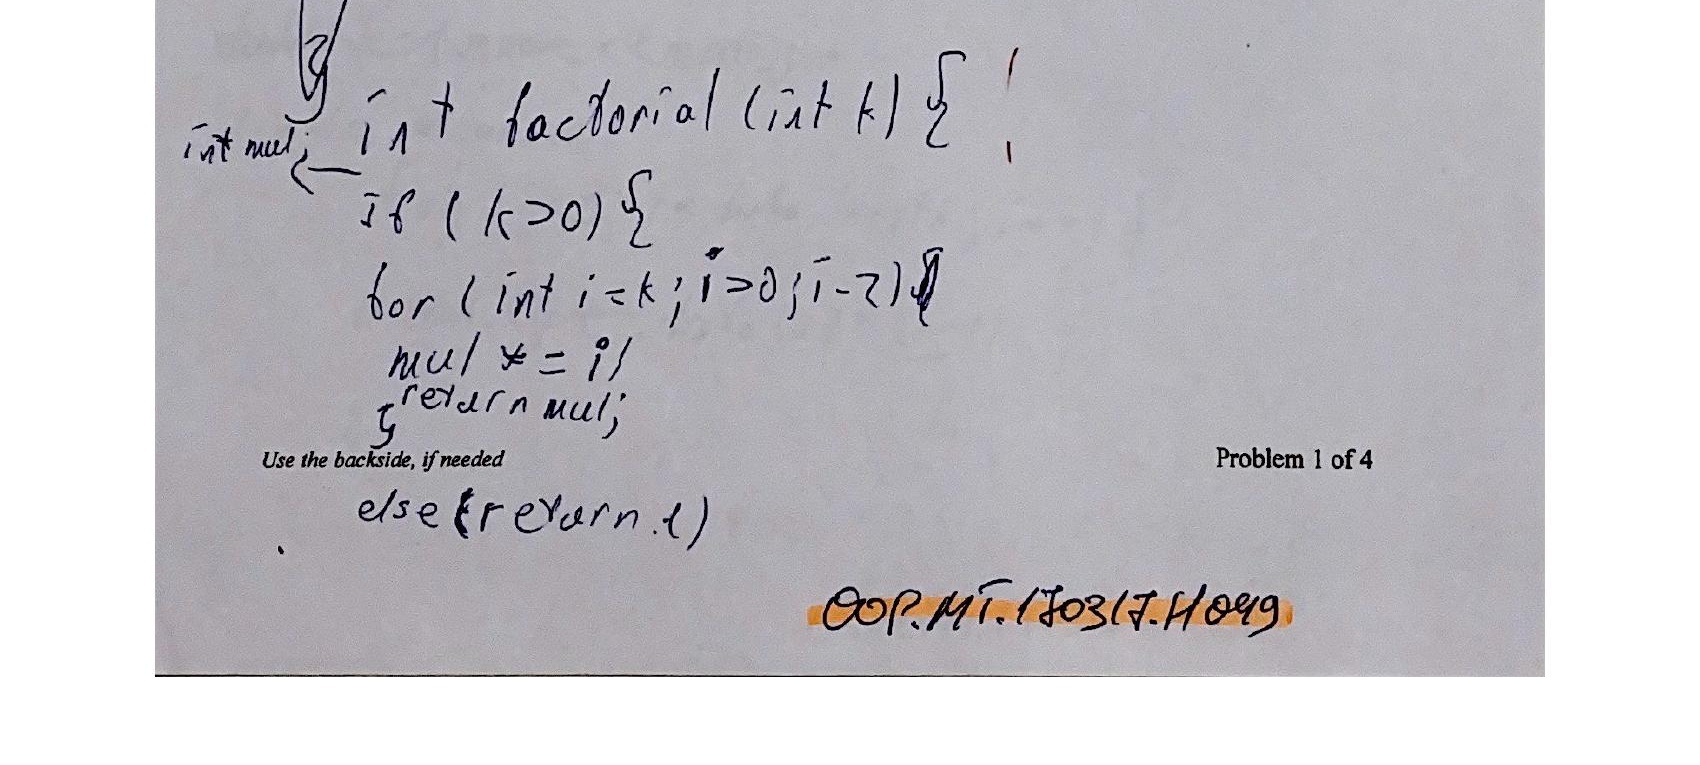 }
int factorial (int k) {
int mul;
if (k>0) {
for (int i=k; i>0; i-2)
mul *= i;
return mul;
}
Use the backside, if needed
Problem 1 of 4
else {return 1)
OOP.MT.170317.H049